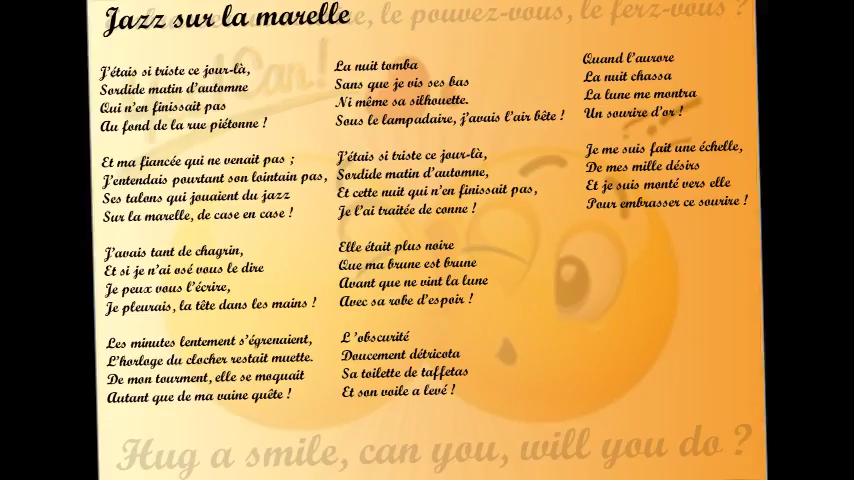 Jazz sur la marelle
le pouvez-vous, le ferz-vous ?
Can!
J'étais si triste ce jour-là,
Sordide matin d'automne
Qui n'en finissait pas
Au fond de la rue piétonne !
Et ma fiancée qui ne venait pas ;
J'entendais pourtant son lointain pas,
Ses talons qui jouaient du jazz
Sur la marelle, de case en case !
J'avais tant de chagrin,
Et si je n'ai osé vous le dire
Je peux vous l'écrire,
Je pleurais, la tête dans les mains !
Les minutes lentement s'égrenaient,
L'horloge du clocher restait muette.
De mon tourment, elle se moquait
Autant que de ma vaine quête !
La nuit tomba
Sans que je vis ses bas
Ni même sa silhouette.
Sous le lampadaire, j'avais l'air bête !
J'étais si triste ce jour-là,
Sordide matin d'automne,
Et cette nuit qui n'en finissait pas,
Je l'ai traitée de conne !
Elle était plus noire
Que ma brune est brune
Avant que ne vint la lune
Avec sa robe d'espoir !
L'obscurité
Doucement détricota
Sa toilette de taffetas
Et son voile a levé !
Quand l'aurore
La nuit chassa
La lune me montra
Un sourire d'or !
Je me suis fait une échelle,
De mes mille désirs
Et je suis monté vers elle
Pour embrasser ce sourire !
Hug a smile, can you, will you do ?